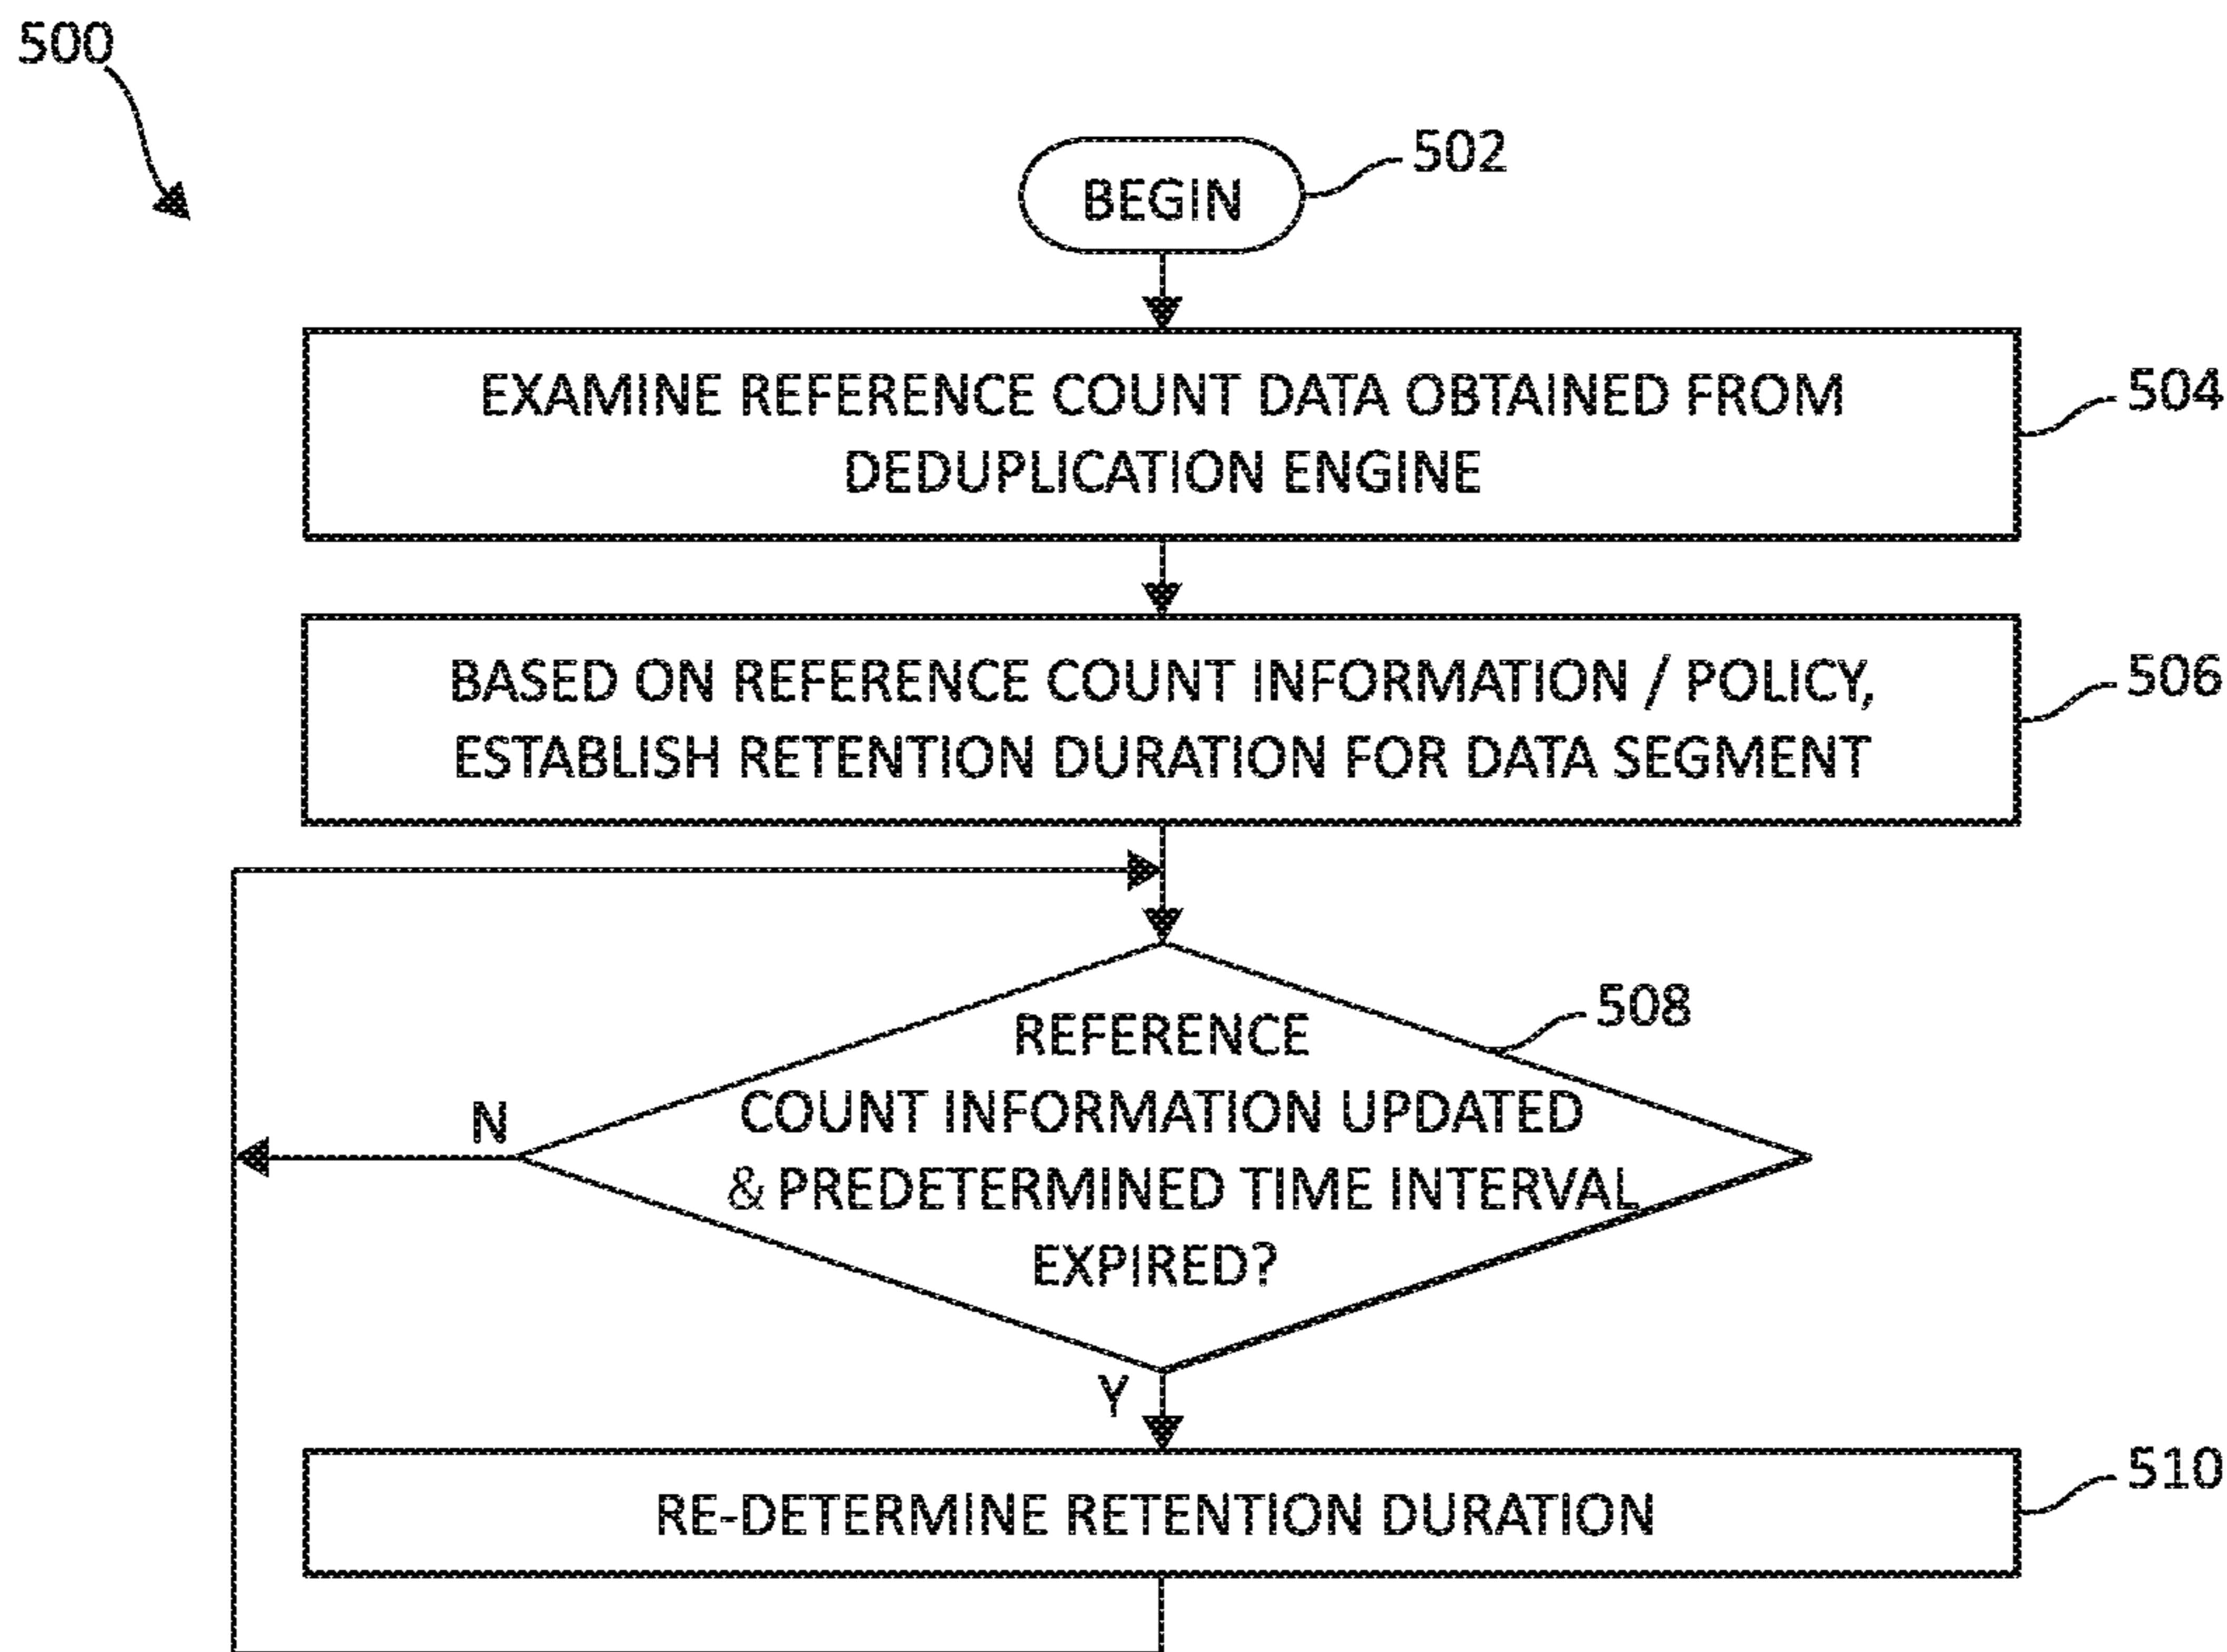 500
BEGIN
502
EXAMINE REFERENCE COUNT DATA OBTAINED FROM
DEDUPLICATION ENGINE
504
BASED ON REFERENCE COUNT INFORMATION / POLICY,
ESTABLISH RETENTION DURATION FOR DATA SEGMENT
506
REFERENCE
COUNT INFORMATION UPDATED
& PREDETERMINED TIME INTERVAL
EXPIRED?
508
N
Y
RE-DETERMINE RETENTION DURATION
510